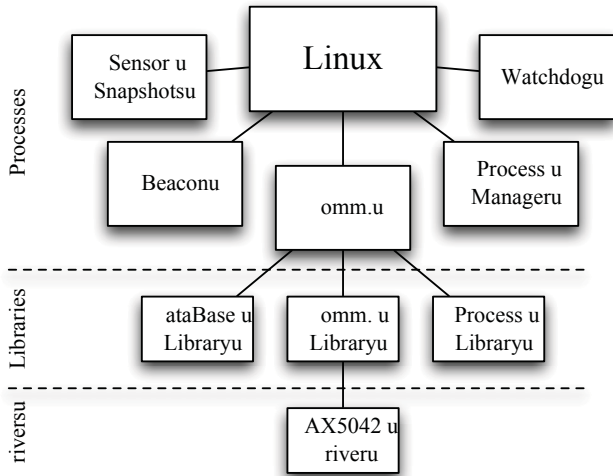 Processes
Sensor u
Snapshotsu
Linux
Watchdogu
Beaconu
omm.u
Process u
Manageru
Libraries
ataBase u
Libraryu
omm. u
Libraryu
Process u
Libraryu
riversu
AX5042 u
riveru